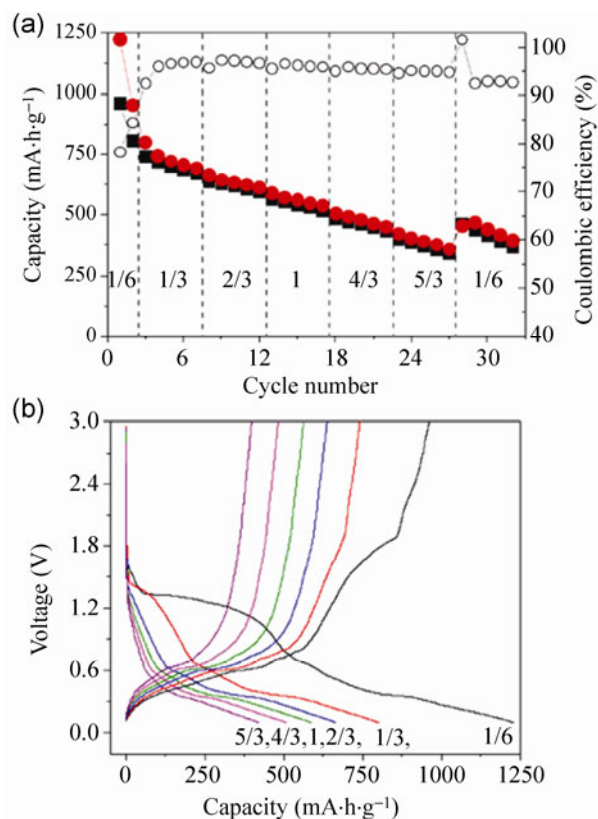 (a)
1250
1000
750
500
250
0
Capacity (mA·h·g⁻¹)
100
90
80
70
60
50
40
Coulombic efficiency (%)
1/6 1/3 2/3 1 4/3 5/3 1/6
0 6 12 18 24 30
Cycle number
(b)
3.0
2.4
1.8
1.2
0.6
0.0
Voltage (V)
5/3,4/3,1,2/3, 1/3, 1/6
0 250 500 750 1000 1250
Capacity (mA·h·g⁻¹)